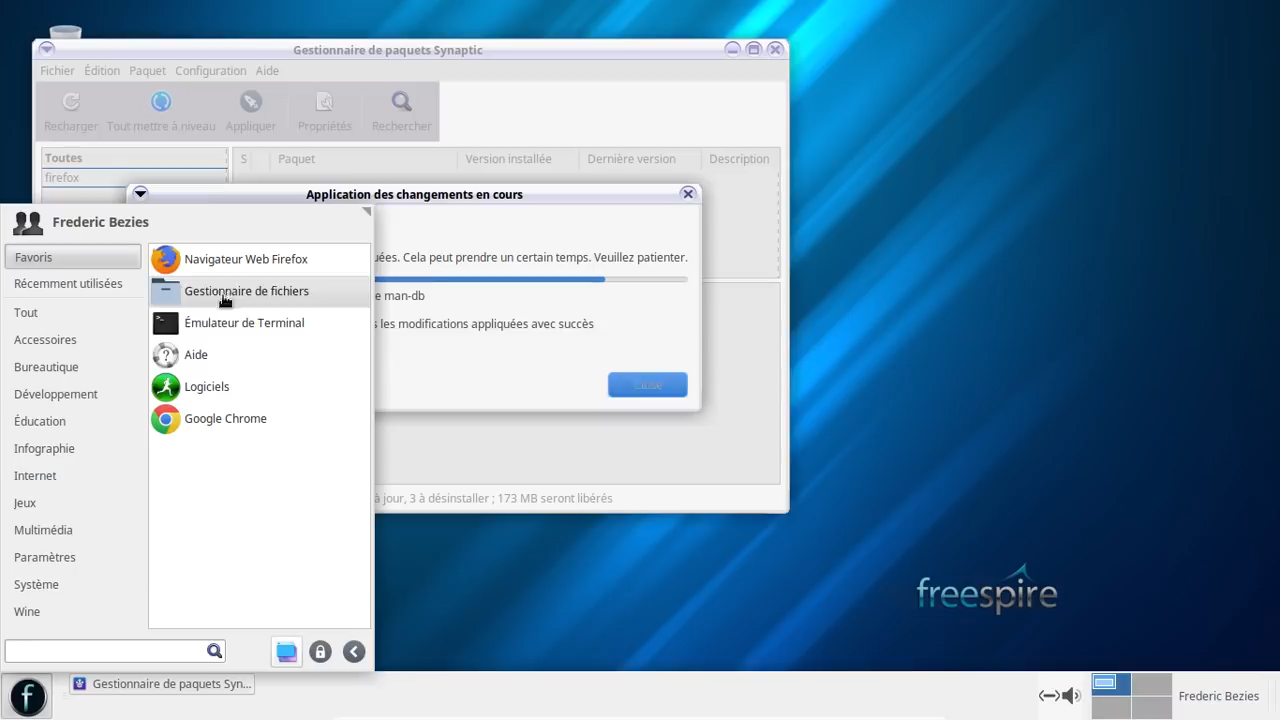 Gestionnaire de paquets Synaptic
Fichier Édition Paquet Configuration Aide
Recharger Tout mettre à niveau Appliquer Propriétés Rechercher
Toutes
firefox
S Paquet Version installée Dernière version Description
Application des changements en cours
uées. Cela peut prendre un certain temps. Veuillez patienter.
e man-db
s les modifications appliquées avec succès
Close
à jour, 3 à désinstaller ; 173 MB seront libérés
Frederic Bezies
Favoris
Récemment utilisées
Tout
Accessoires
Bureautique
Développement
Éducation
Infographie
Internet
Jeux
Multimédia
Paramètres
Système
Wine
Navigateur Web Firefox
Gestionnaire de fichiers
Émulateur de Terminal
Aide
Logiciels
Google Chrome
freespire
f
Gestionnaire de paquets Syn...
Frederic Bezies